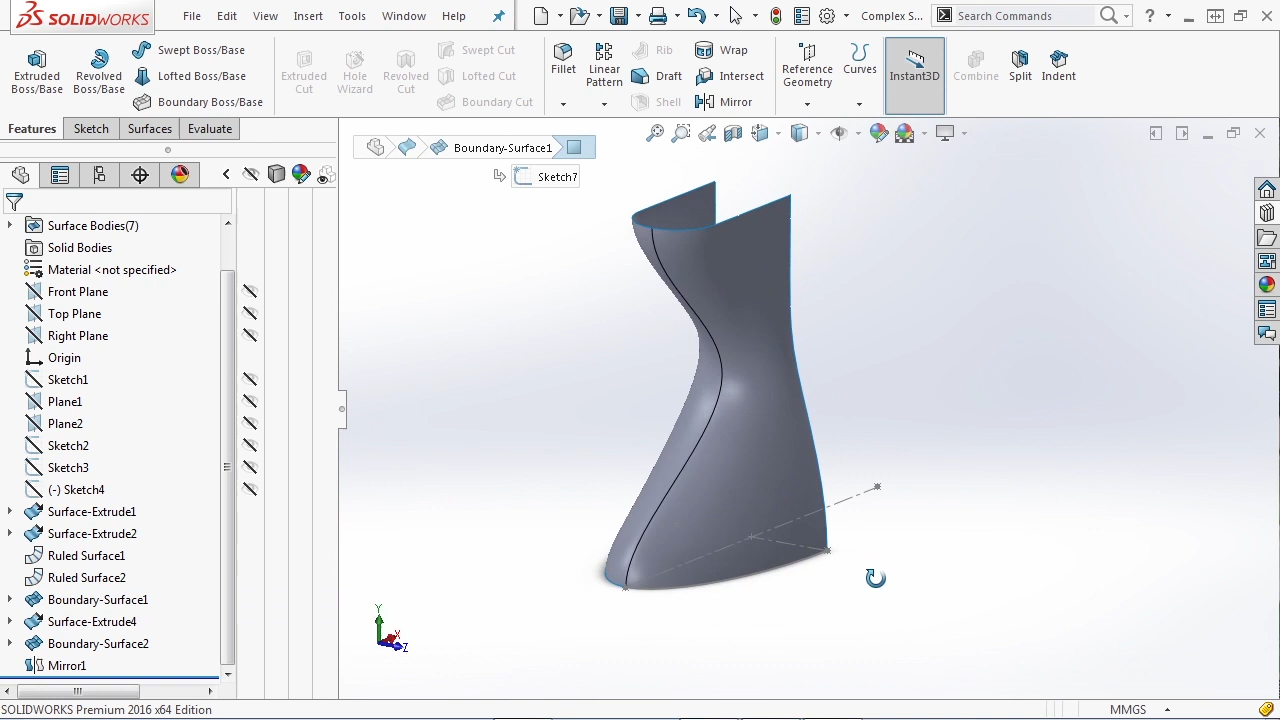 SOLIDWORKS File Edit View Insert Tools Window Help Complex S... Search Commands ?
Extruded Boss/Base
Revolved Boss/Base
Swept Boss/Base
Lofted Boss/Base
Boundary Boss/Base
Extruded Cut
Hole Wizard
Revolved Cut
Swept Cut
Lofted Cut
Boundary Cut
Fillet
Linear Pattern
Rib
Draft
Shell
Wrap
Intersect
Mirror
Reference Geometry
Curves
Instant3D
Combine
Split
Indent
Features Sketch Surfaces Evaluate
Boundary-Surface1
Sketch7
Surface Bodies(7)
Solid Bodies
Material <not specified>
Front Plane
Top Plane
Right Plane
Origin
Sketch1
Plane1
Plane2
Sketch2
Sketch3
(-) Sketch4
Surface-Extrude1
Surface-Extrude2
Ruled Surface1
Ruled Surface2
Boundary-Surface1
Surface-Extrude4
Boundary-Surface2
Mirror1
Y
X
Z
SOLIDWORKS Premium 2016 x64 Edition MMGS